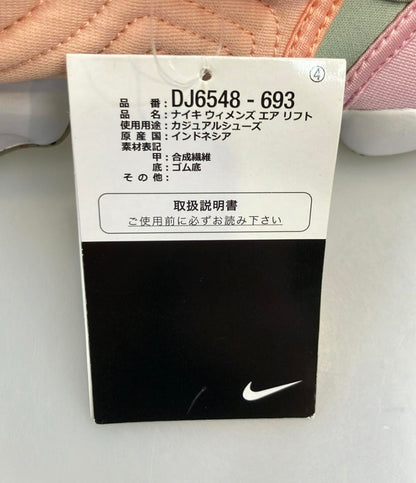 ④
品 番：DJ6548 - 693
品 名：ナイキ ウィメンズ エア リフト
使用用途：カジュアルシューズ
原 産 国：インドネシア
素材表記
甲：合成繊維
底：ゴム底
そ の 他：
取扱説明書
ご使用前に必ずお読み下さい